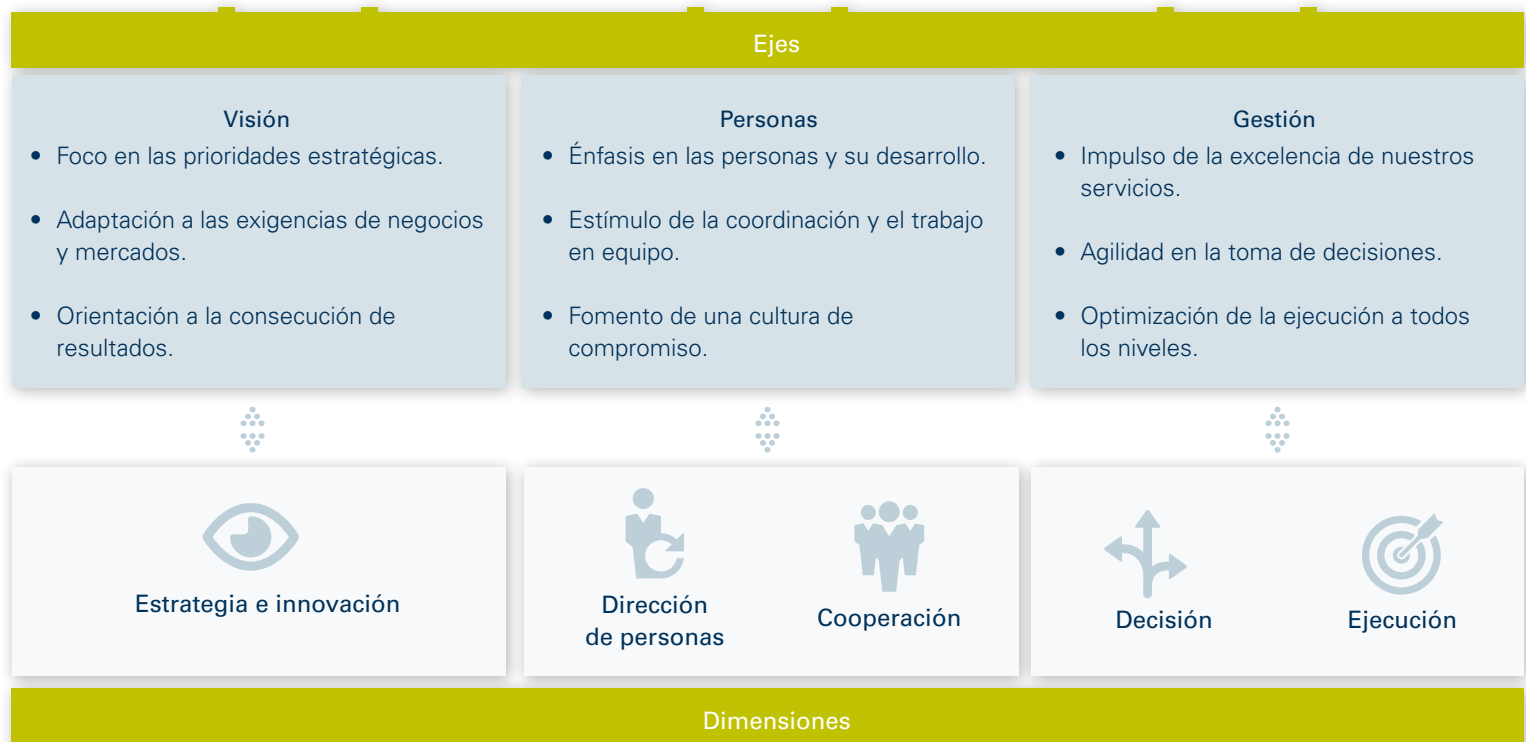 Ejes
Visión
• Foco en las prioridades estratégicas.
• Adaptación a las exigencias de negocios
y mercados.
• Orientación a la consecución de
resultados.
Personas
• Énfasis en las personas y su desarrollo.
• Estímulo de la coordinación y el trabajo
en equipo.
• Fomento de una cultura de
compromiso.
Gestión
• Impulso de la excelencia de nuestros
servicios.
• Agilidad en la toma de decisiones.
• Optimización de la ejecución a todos
los niveles.
Estrategia e innovación
Dirección
de personas
Cooperación
Decisión
Ejecución
Dimensiones